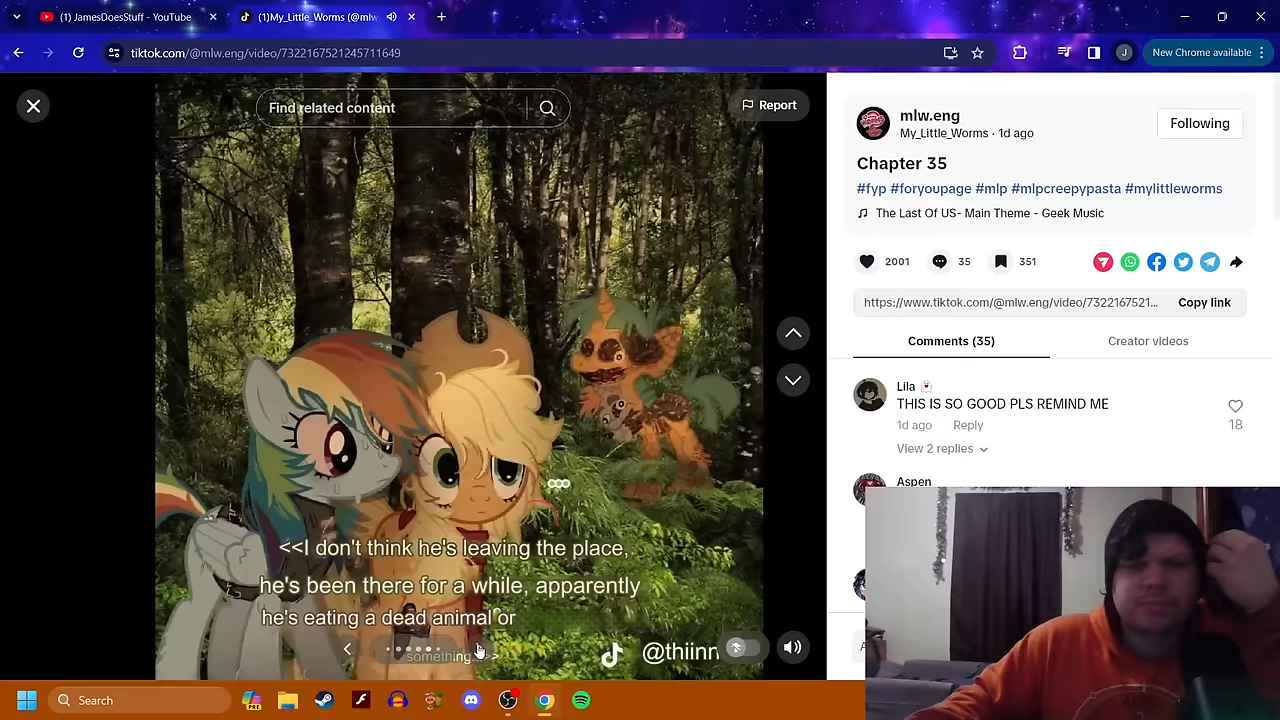 (1) JamesDoesStuff - YouTube
(1)My_Little_Worms (@mlw
tiktok.com/@mlw.eng/video/7322167521245711649
New Chrome available
J
Find related content
Report
<<I don't think he's leaving the place,
he's been there for a while, apparently
he's eating a dead animal or
something.>>
@thiinn
mlw.eng
My_Little_Worms · 1d ago
Following
Chapter 35
#fyp #foryoupage #mlp #mlpcreepypasta #mylittleworms
The Last Of US- Main Theme - Geek Music
2001
35
351
https://www.tiktok.com/@mlw.eng/video/7322167521...
Copy link
Comments (35)
Creator videos
Lila
THIS IS SO GOOD PLS REMIND ME
1d ago
Reply
18
View 2 replies
Aspen
Search
PRE